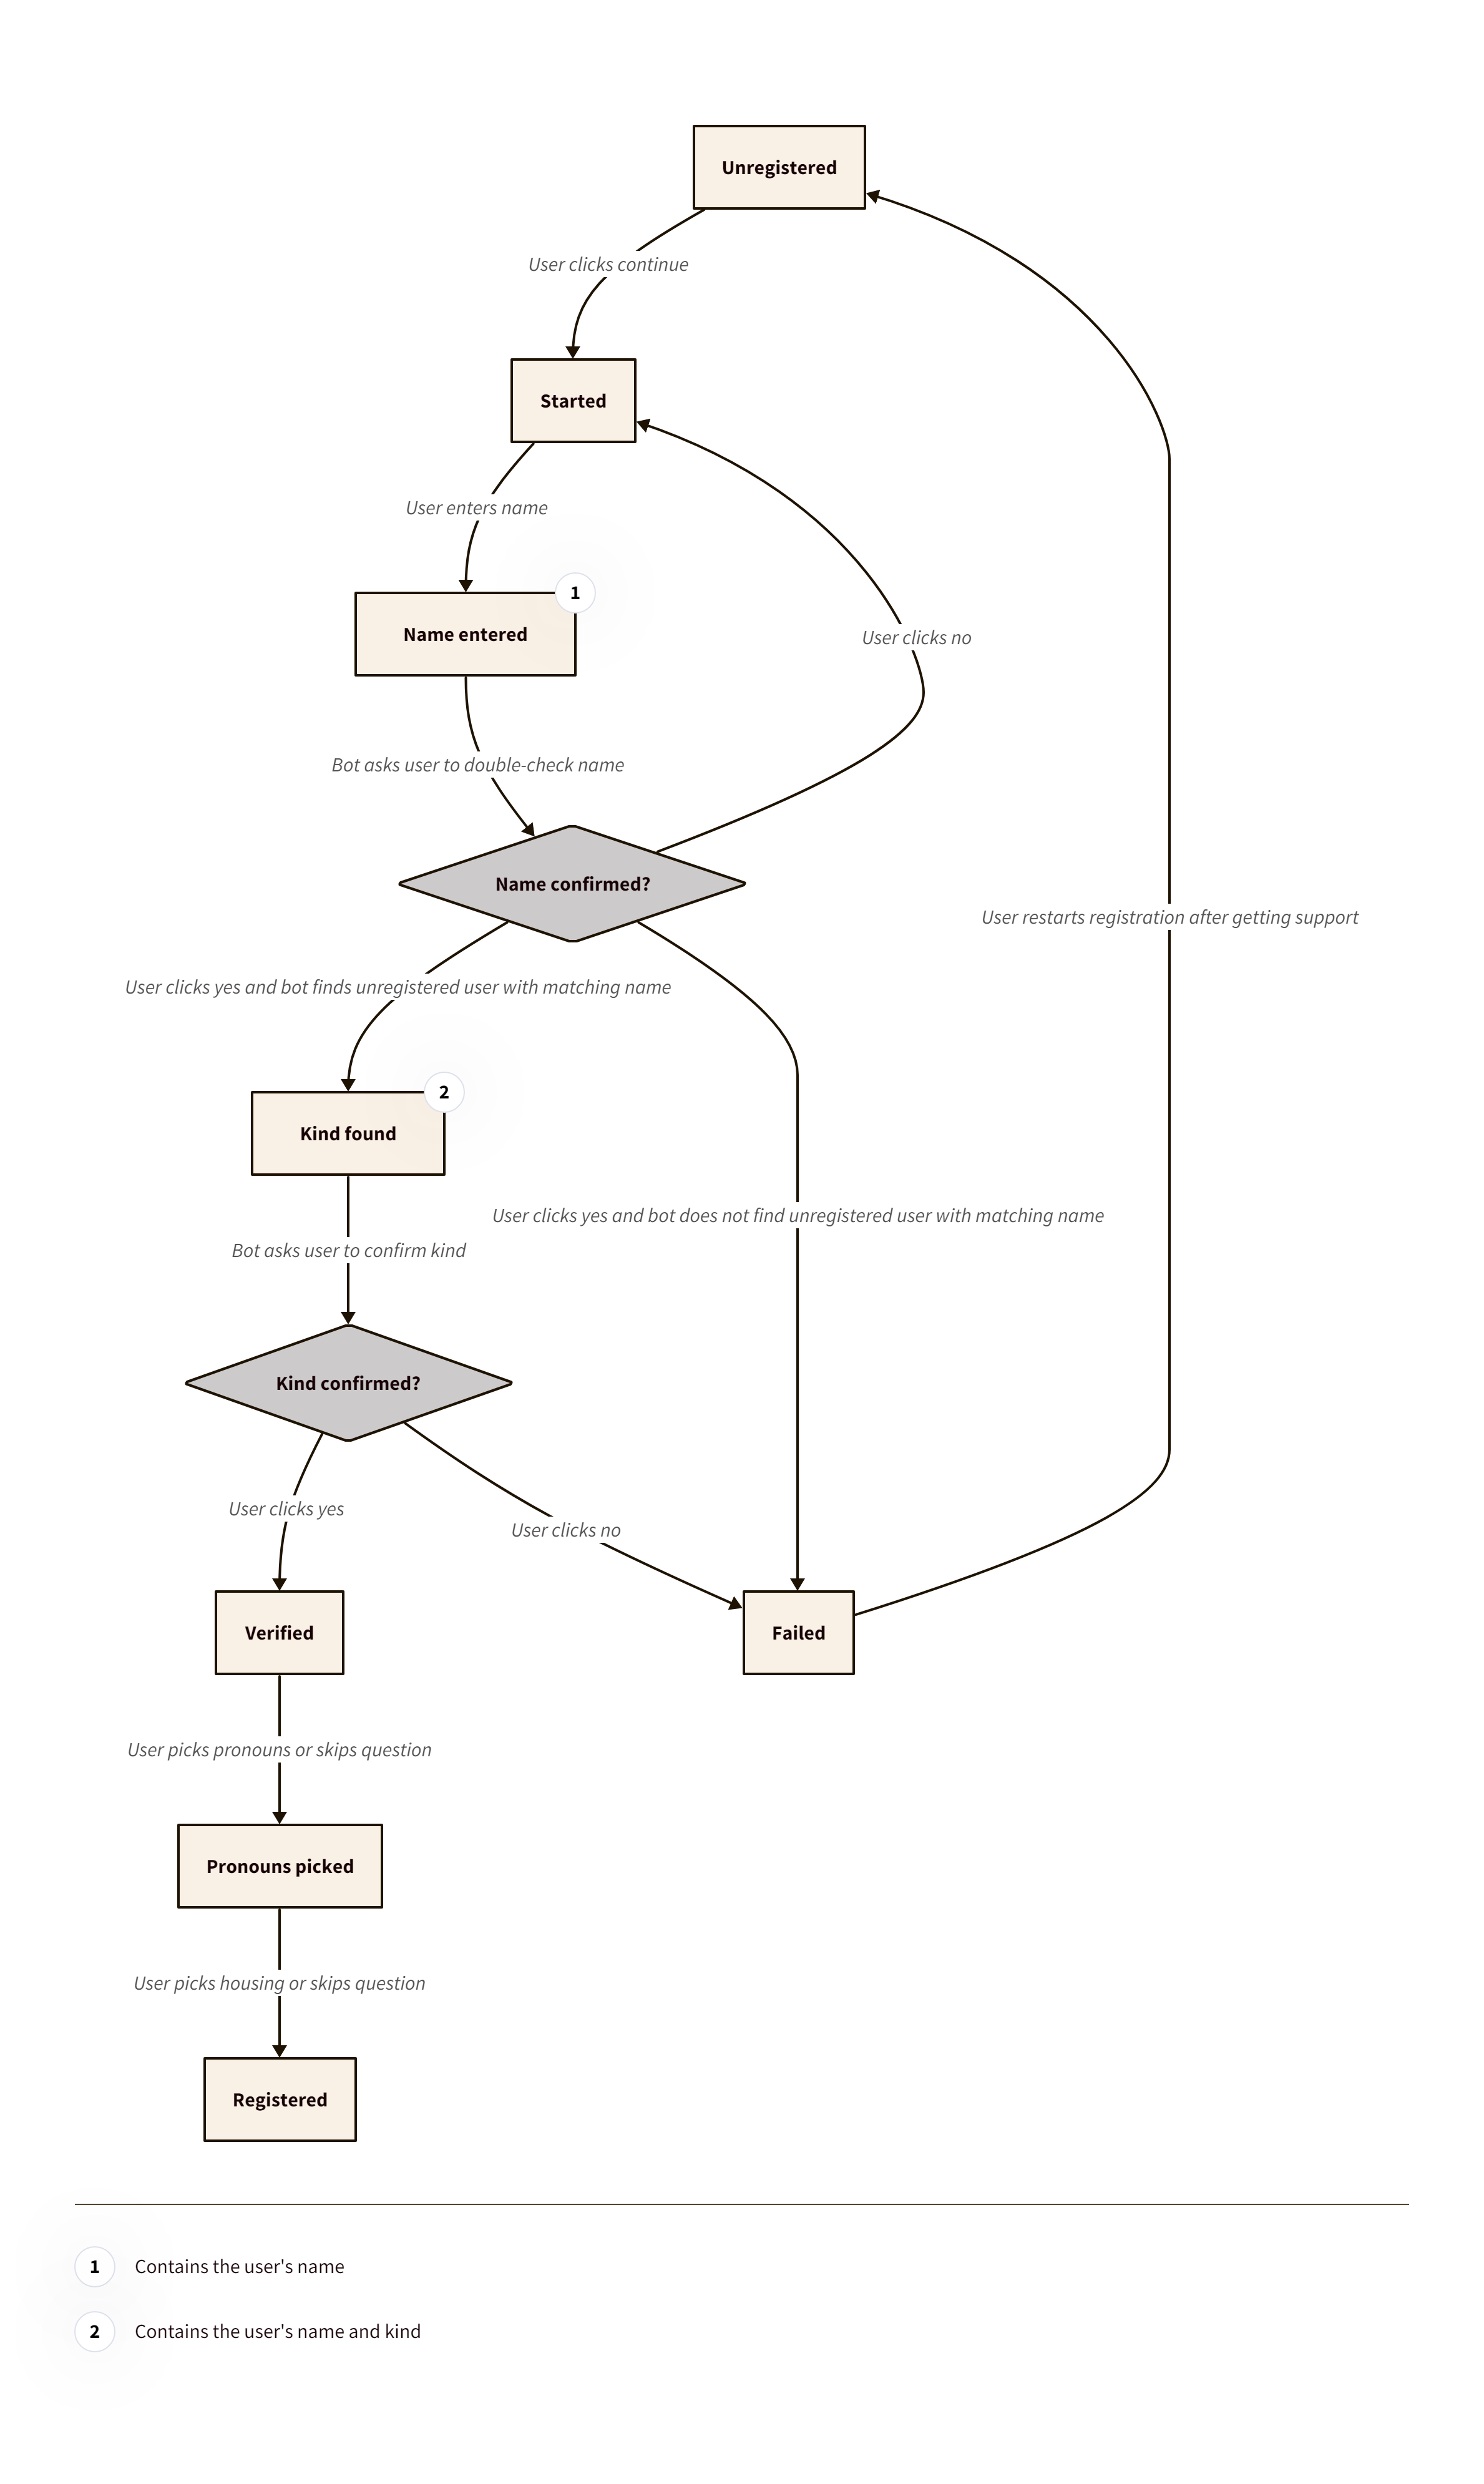 Unregistered
User clicks continue
Started
User enters name
1
Name entered
User clicks no
Bot asks user to double-check name
Name confirmed?
User restarts registration after getting support
User clicks yes and bot finds unregistered user with matching name
2
Kind found
User clicks yes and bot does not find unregistered user with matching name
Bot asks user to confirm kind
Kind confirmed?
User clicks yes
User clicks no
Verified
Failed
User picks pronouns or skips question
Pronouns picked
User picks housing or skips question
Registered
1 Contains the user's name
2 Contains the user's name and kind